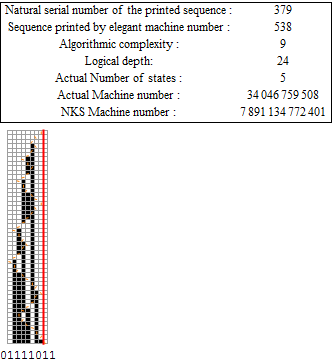 Natural serial number of the printed sequence : 379
Sequence printed by elegant machine number : 538
Algorithmic complexity : 9
Logical depth: 24
Actual Number of states : 5
Actual Machine number : 34 046 759 508
NKS Machine number : 7 891 134 772 401
01111011